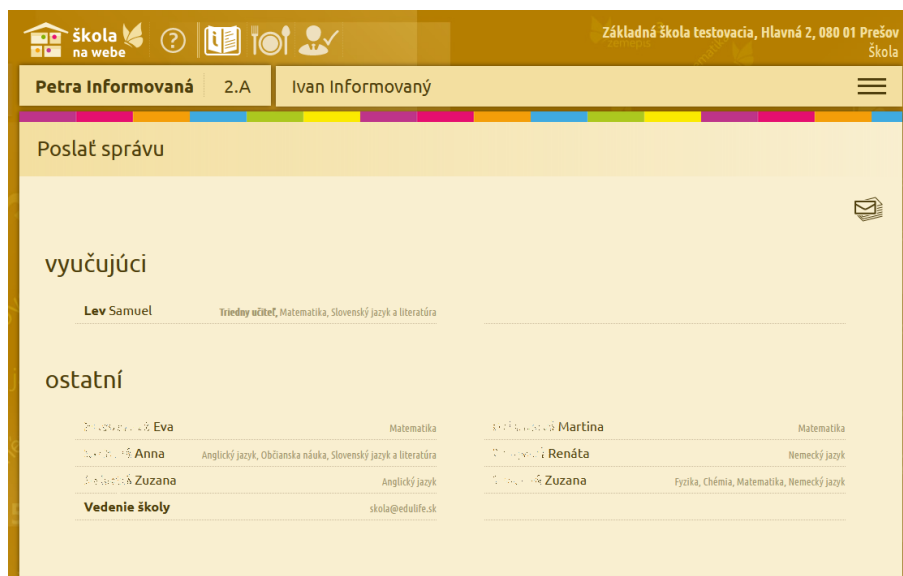 škola
na webe
Základná škola testovacia, Hlavná 2, 080 01 Prešov
Škola
Petra Informovaná 2.A Ivan Informovaný
Poslať správu
vyučujúci
Lev Samuel Triedny učiteľ, Matematika, Slovenský jazyk a literatúra
ostatní
Eva Matematika Martina Matematika
Anna Anglický jazyk, Občianska náuka, Slovenský jazyk a literatúra Renáta Nemecký jazyk
Zuzana Anglický jazyk Zuzana Fyzika, Chémia, Matematika, Nemecký jazyk
Vedenie školy skola@edulife.sk